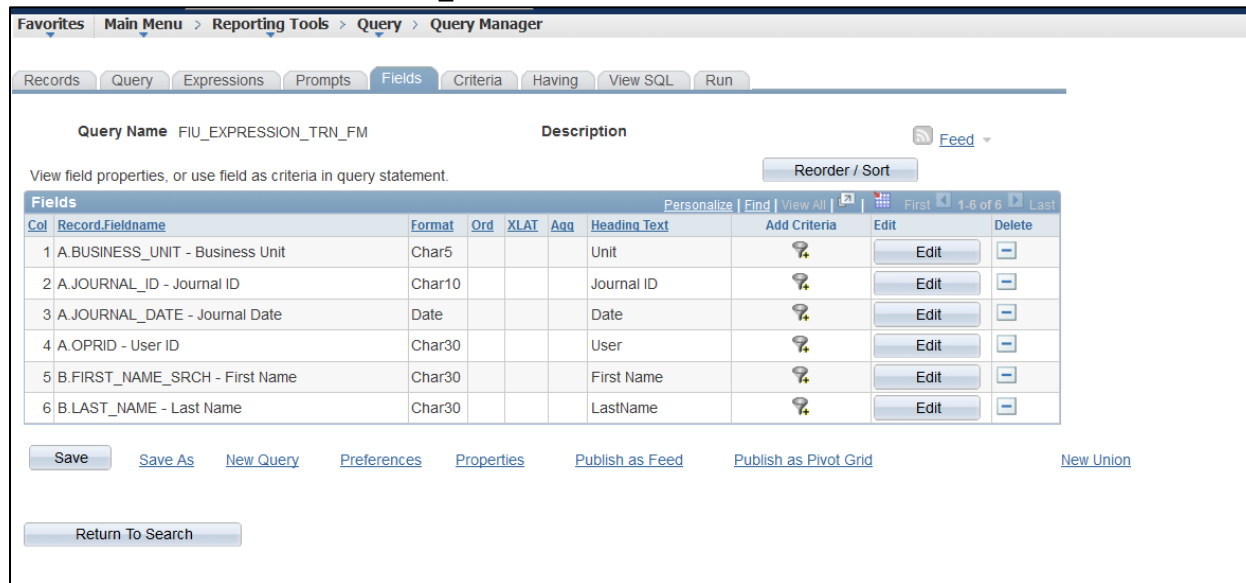 Favorites Main Menu > Reporting Tools > Query > Query Manager
Records Query Expressions Prompts Fields Criteria Having View SQL Run
Query Name FIU_EXPRESSION_TRN_FM Description Feed
View field properties, or use field as criteria in query statement. Reorder / Sort
Fields Personalize | Find | View All | | First 1-6 of 6 Last
Col Record.Fieldname Format Ord XLAT Agg Heading Text Add Criteria Edit Delete
1 A.BUSINESS_UNIT - Business Unit Char5 Unit Edit
2 A.JOURNAL_ID - Journal ID Char10 Journal ID Edit
3 A.JOURNAL_DATE - Journal Date Date Date Edit
4 A.OPRID - User ID Char30 User Edit
5 B.FIRST_NAME_SRCH - First Name Char30 First Name Edit
6 B.LAST_NAME - Last Name Char30 LastName Edit
Save Save As New Query Preferences Properties Publish as Feed Publish as Pivot Grid New Union
Return To Search